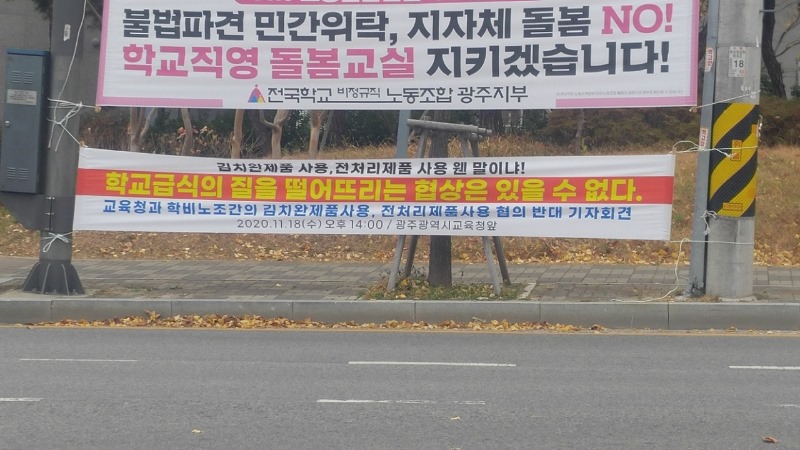 불법파견 민간위탁, 지자체 돌봄 NO!
학교직영 돌봄교실 지키겠습니다!
전국학교비정규직노동조합 광주지부
김치완제품 사용,전처리제품 사용 웬 말이냐!
학교급식의 질을 떨어뜨리는 협상은 있을 수 없다.
교육청과 학비노조간의 김치완제품사용, 전처리제품사용 협의 반대 기자회견
2020.11.18(수) 오후 14:00 / 광주광역시교육청앞
18